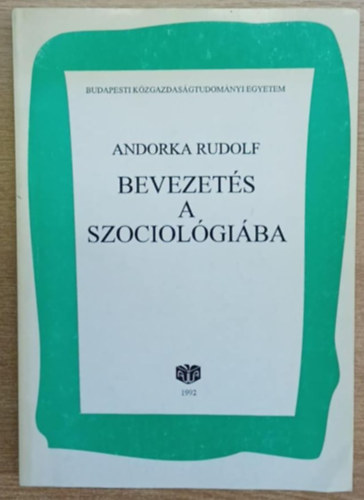 BUDAPESTI KÖZGAZDASÁGTUDOMÁNYI EGYETEM
ANDORKA RUDOLF
BEVEZETÉS
A
SZOCIOLÓGIÁBA
1992